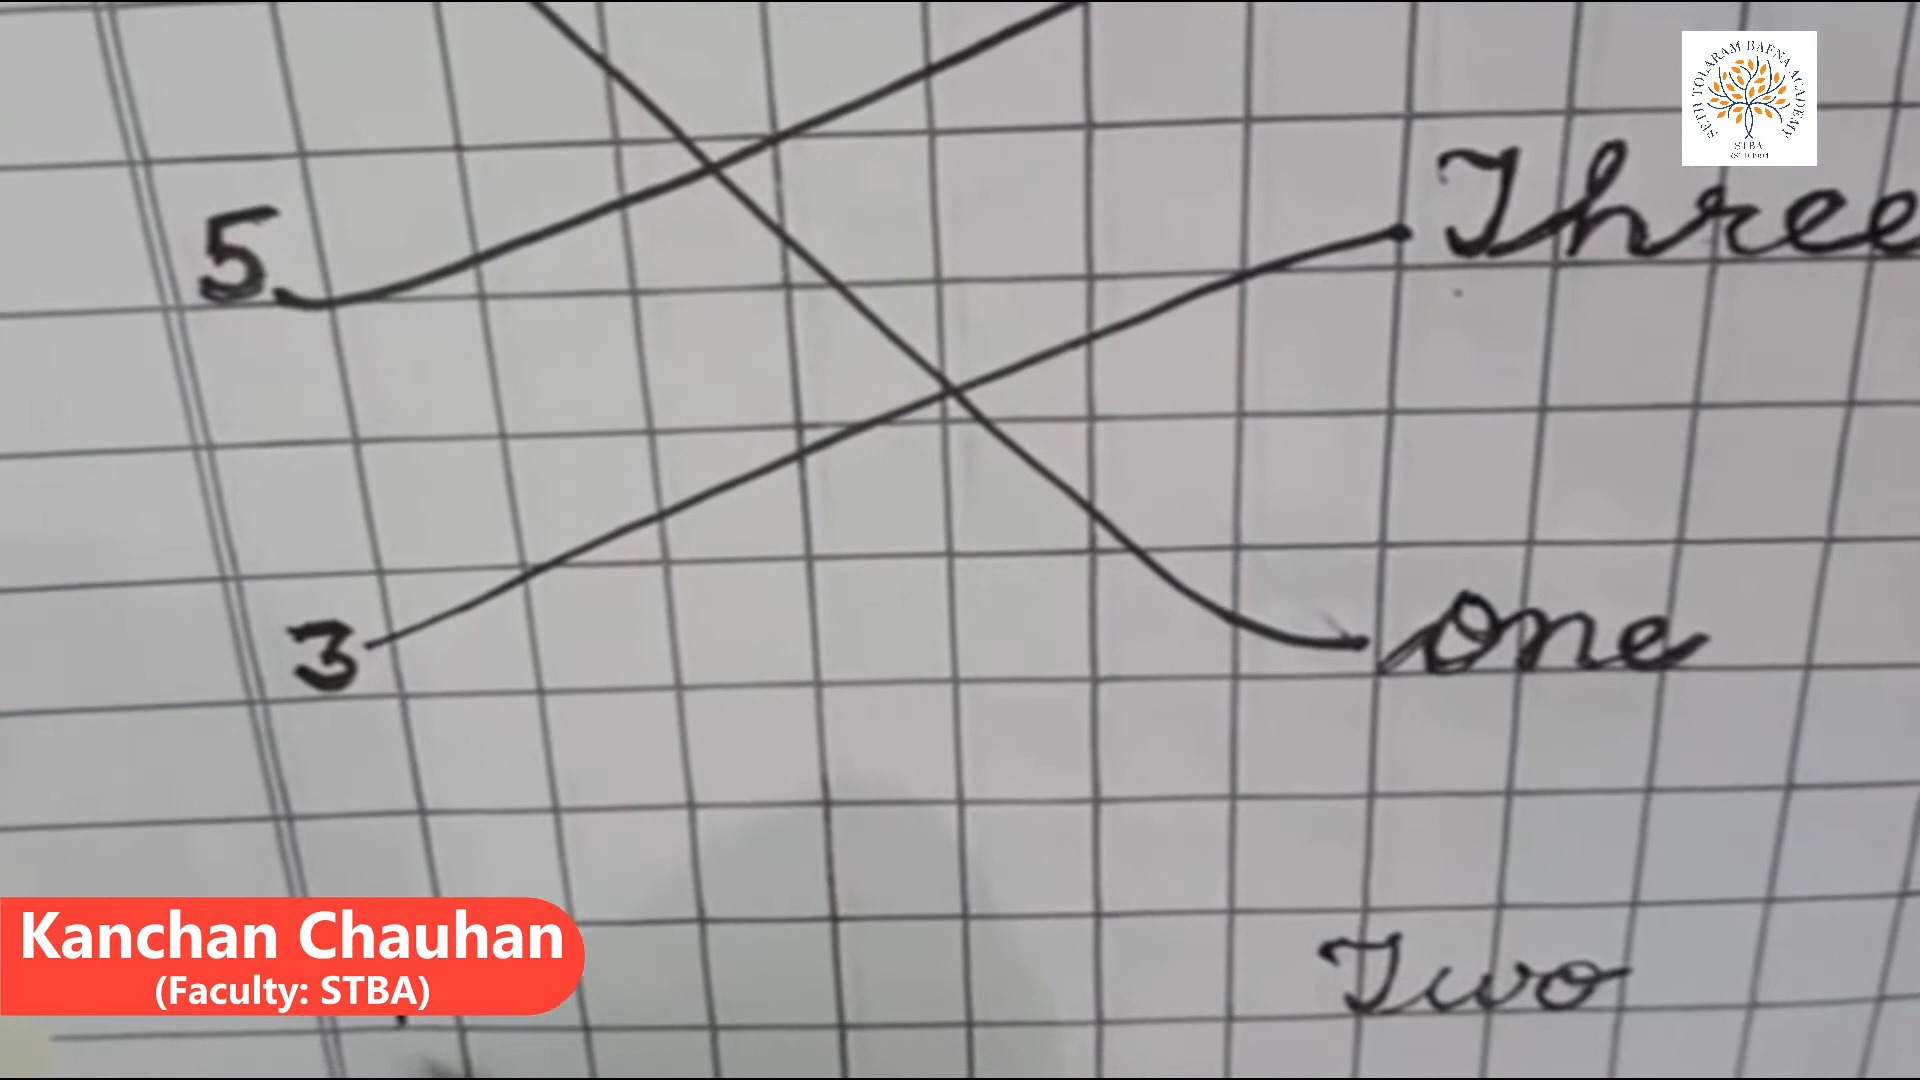 SETH TOLARAM BAFNA ACADEMY
STBA
5 Three
3 one
Two
Kanchan Chauhan
(Faculty: STBA)